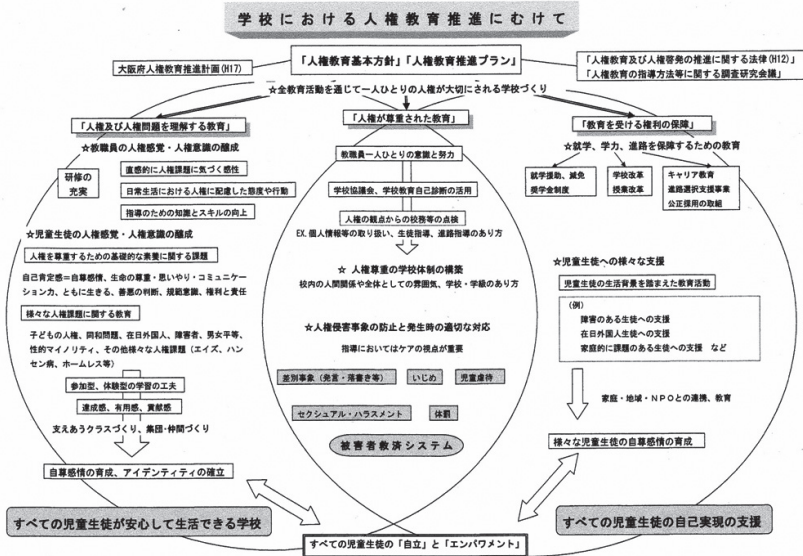 学校における人権教育推進にむけて
大阪府人権教育推進計画(H17)
「人権教育基本方針」「人権教育推進プラン」
「人権教育及び人権啓発の推進に関する法律(H12)」
「人権教育の指導方法等に関する調査研究会議」
☆全教育活動を通じて一人ひとりの人権が大切にされる学校づくり
「人権及び人権問題を理解する教育」
☆教職員の人権感覚・人権意識の醸成
研修の
充実
直感的に人権課題に気づく感性
日常生活における人権に配慮した態度や行動
指導のための知識とスキルの向上
☆児童生徒の人権感覚・人権意識の醸成
人権を尊重するための基礎的な素養に関する課題
自己肯定感＝自尊感情、生命の尊重・思いやり・コミュニケー
ション力、ともに生きる、善悪の判断、規範意識、権利と責任
様々な人権課題に関する教育
子どもの人権、同和問題、在日外国人、障害者、男女平等、
性的マイノリティ、その他様々な人権課題（エイズ、ハン
セン病、ホームレス等）
参加型、体験型の学習の工夫
達成感、有用感、貢献感
支えあうクラスづくり、集団・仲間づくり
自尊感情の育成、アイデンティティの確立
すべての児童生徒が安心して生活できる学校
「人権が尊重された教育」
教職員一人ひとりの意識と努力
学校協議会、学校教育自己診断の活用
人権の観点からの校務等の点検
EX. 個人情報等の取り扱い、生徒指導、進路指導のあり方
☆ 人権尊重の学校体制の構築
校内の人間関係や全体としての雰囲気、学校・学級のあり方
☆人権侵害事象の防止と発生時の適切な対応
指導においてはケアの視点が重要
差別事象（発言・落書き等）
いじめ
児童虐待
セクシュアル・ハラスメント
体罰
被害者救済システム
すべての児童生徒の「自立」と「エンパワメント」
「教育を受ける権利の保障」
☆就学、学力、進路を保障するための教育
就学援助、減免
奨学金制度
学校改革
授業改革
キャリア教育
進路選択支援事業
公正採用の取組
☆児童生徒への様々な支援
児童生徒の生活背景を踏まえた教育活動
（例）
障害のある生徒への支援
在日外国人生徒への支援
家庭的に課題のある生徒への支援 など
家庭・地域・ＮＰＯとの連携、教育
様々な児童生徒の自尊感情の育成
すべての児童生徒の自己実現の支援